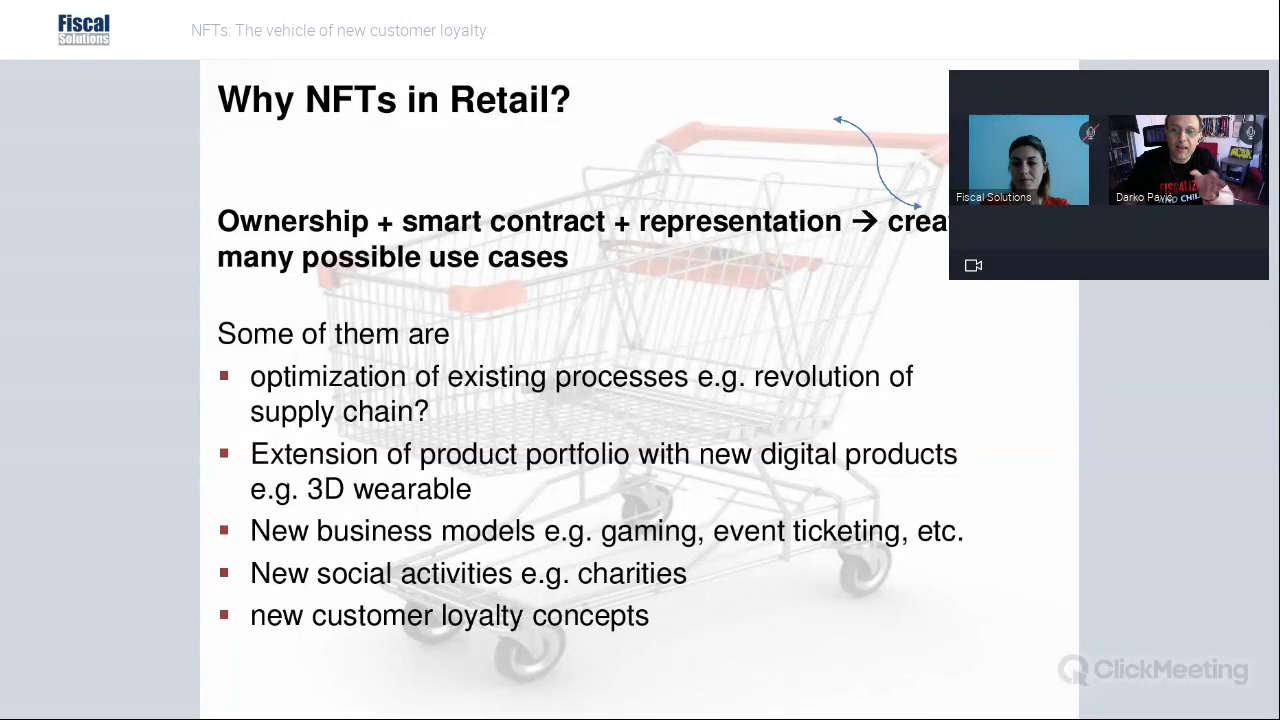 Fiscal
Solutions
NFTs: The vehicle of new customer loyalty
Why NFTs in Retail?
Ownership + smart contract + representation →
many possible use cases
Some of them are
▪ optimization of existing processes e.g. revolution of
supply chain?
▪ Extension of product portfolio with new digital products
e.g. 3D wearable
▪ New business models e.g. gaming, event ticketing, etc.
▪ New social activities e.g. charities
▪ new customer loyalty concepts
Fiscal Solutions
Darko Pavić
ClickMeeting